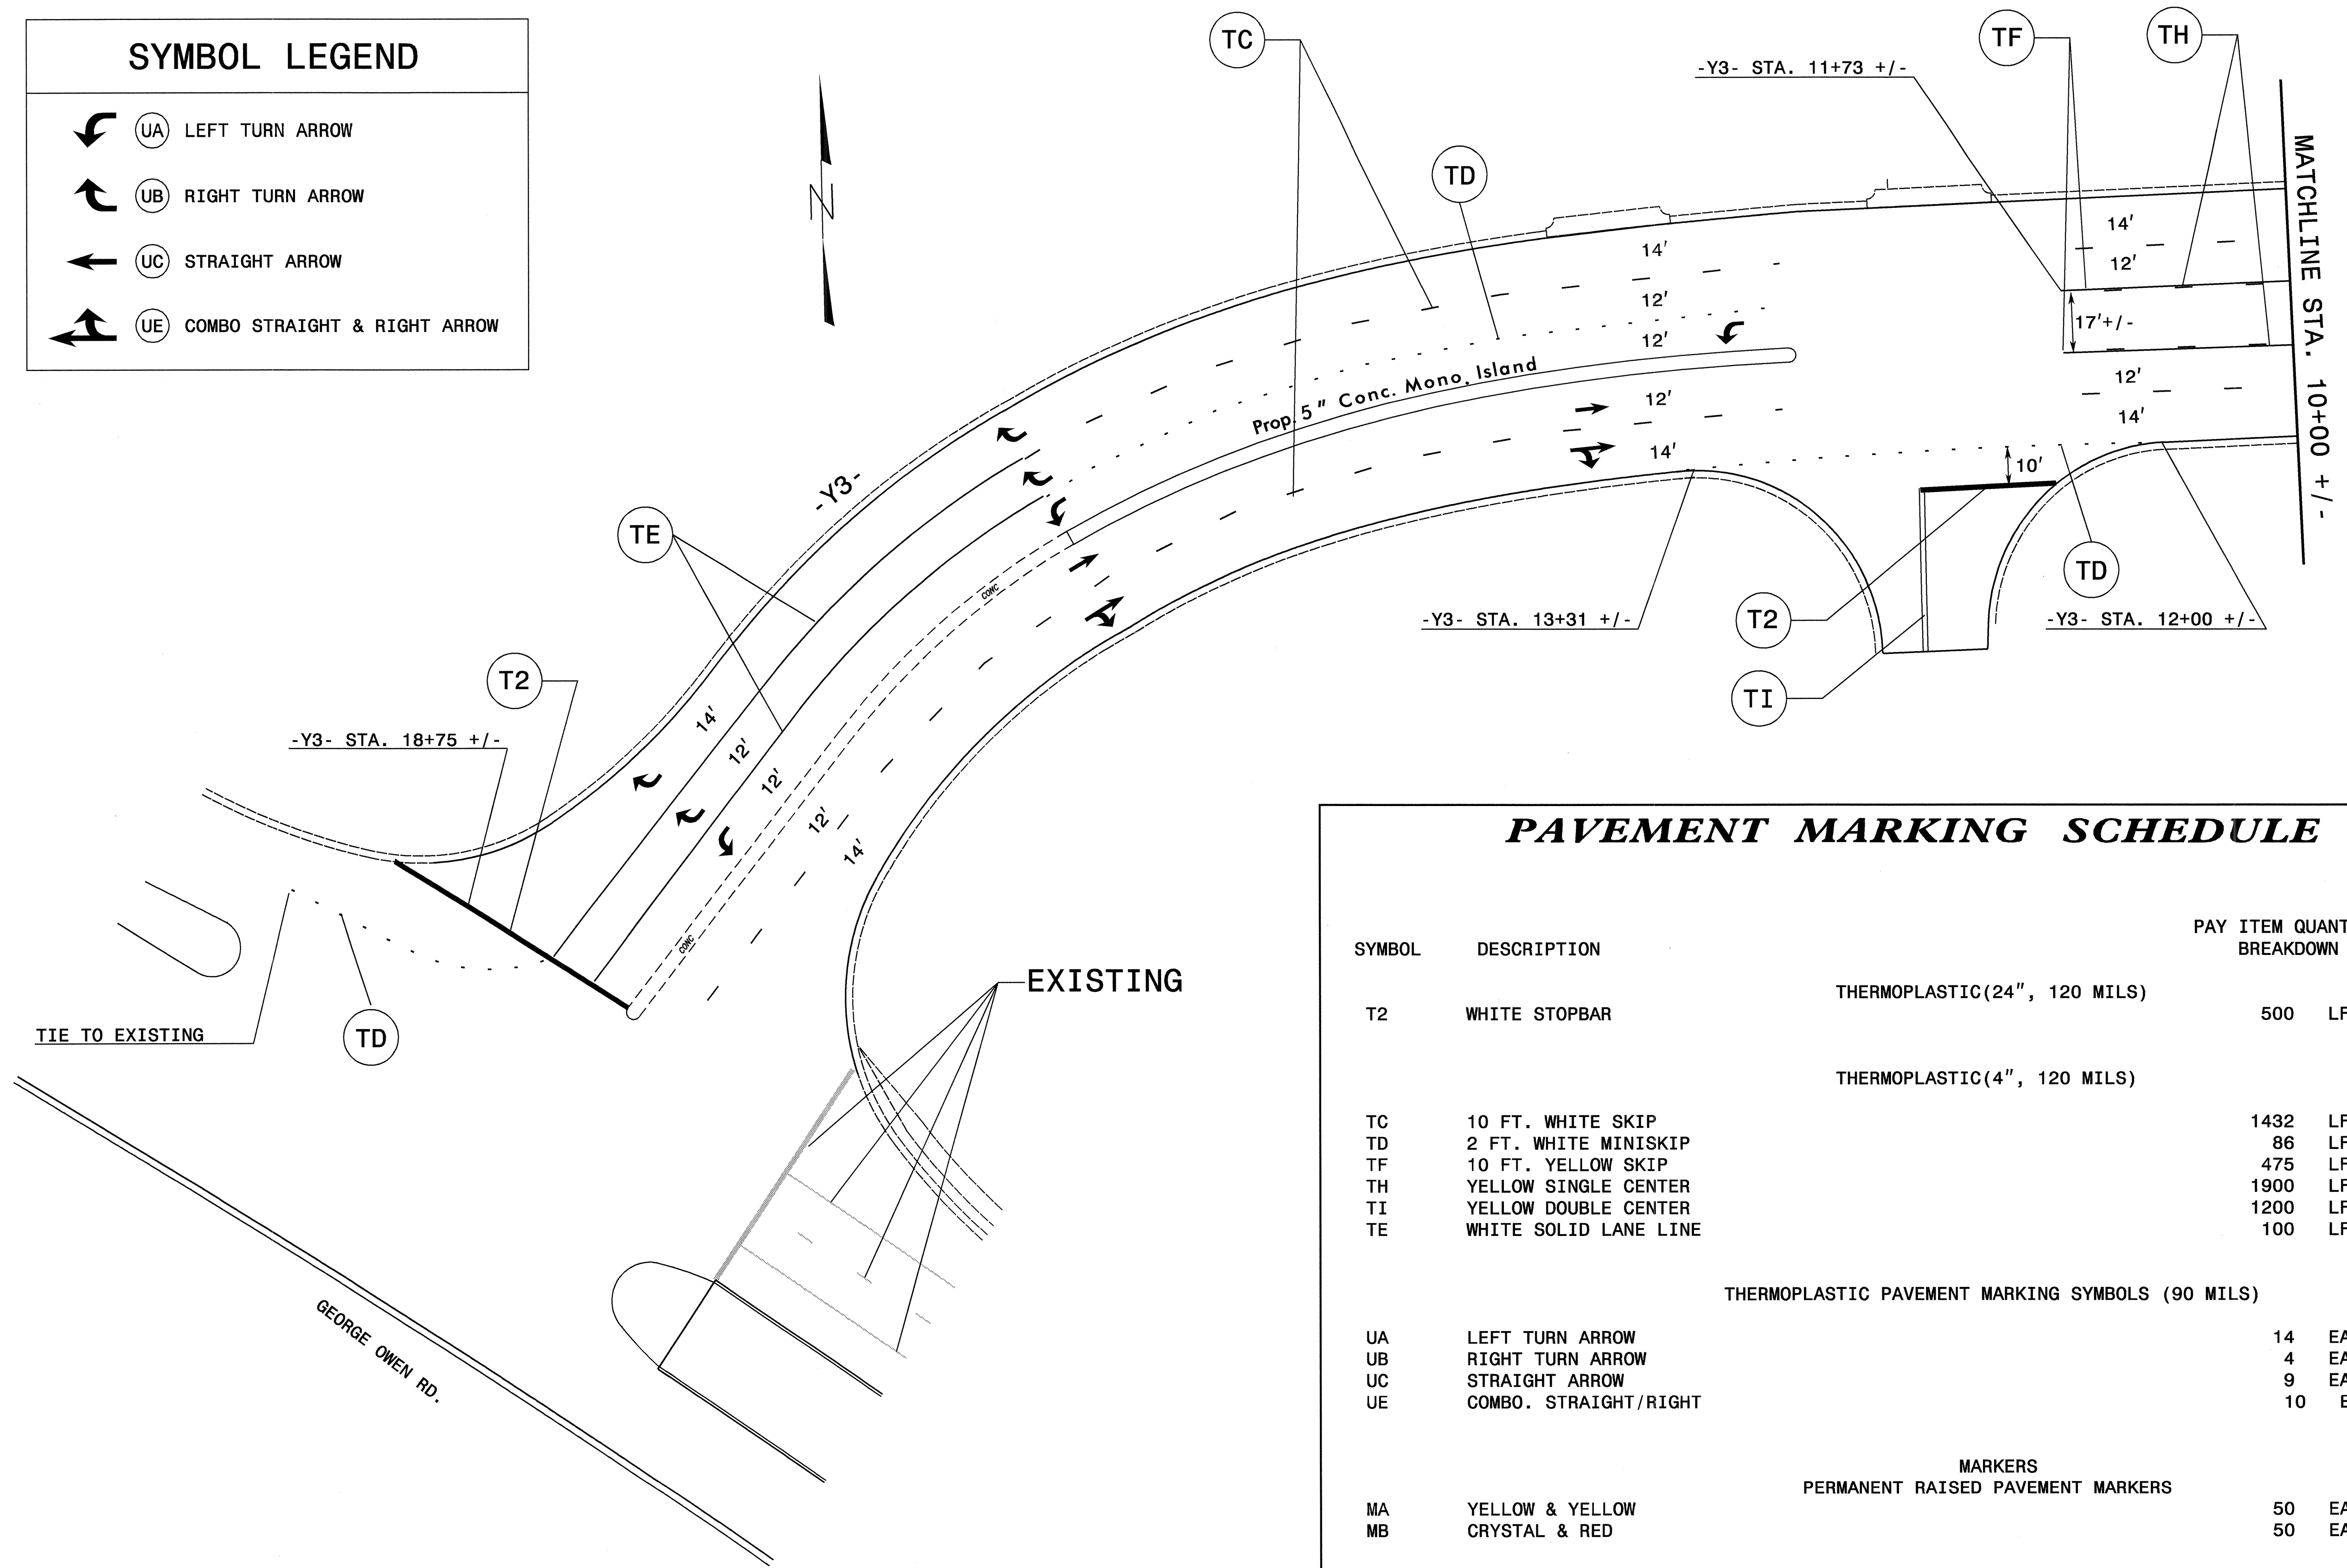 SYMBOL LEGEND
UA LEFT TURN ARROW
UB RIGHT TURN ARROW
UC STRAIGHT ARROW
UE COMBO STRAIGHT & RIGHT ARROW
N
TC
TD
TF
TH
-Y3- STA. 11+73 +/-
MATCHLINE STA. 10+00 +/-
14'
12'
17'+/-
12'
14'
14'
12'
12'
Prop. 5" Conc. Mono. Island
12'
14'
10'
-Y3-
TE
CONC
-Y3- STA. 13+31 +/-
T2
TI
TD
-Y3- STA. 12+00 +/-
T2
-Y3- STA. 18+75 +/-
14'
12'
12'
12'
14'
CONC
TIE TO EXISTING
TD
EXISTING
GEORGE OWEN RD.
PAVEMENT MARKING SCHEDULE
PAY ITEM QUANT
SYMBOL DESCRIPTION BREAKDOWN
THERMOPLASTIC(24", 120 MILS)
T2 WHITE STOPBAR 500 LF
THERMOPLASTIC(4", 120 MILS)
TC 10 FT. WHITE SKIP 1432 LF
TD 2 FT. WHITE MINISKIP 86 LF
TF 10 FT. YELLOW SKIP 475 LF
TH YELLOW SINGLE CENTER 1900 LF
TI YELLOW DOUBLE CENTER 1200 LF
TE WHITE SOLID LANE LINE 100 LF
THERMOPLASTIC PAVEMENT MARKING SYMBOLS (90 MILS)
UA LEFT TURN ARROW 14 EA
UB RIGHT TURN ARROW 4 EA
UC STRAIGHT ARROW 9 EA
UE COMBO. STRAIGHT/RIGHT 10 E
MARKERS
PERMANENT RAISED PAVEMENT MARKERS
MA YELLOW & YELLOW 50 EA
MB CRYSTAL & RED 50 EA